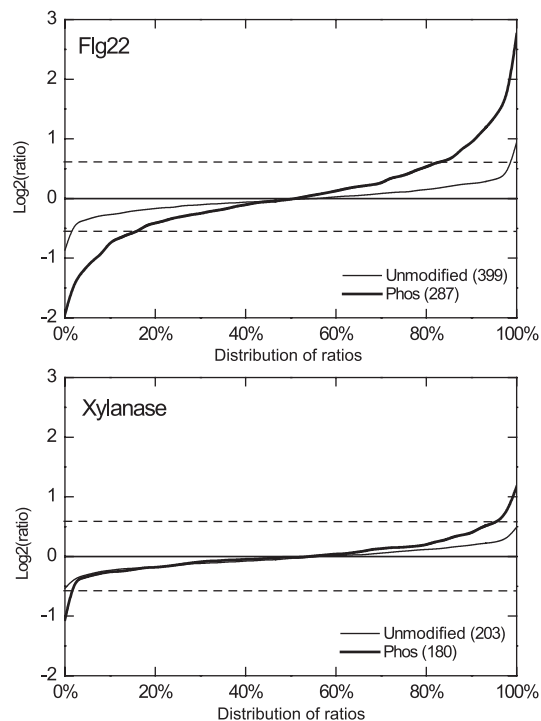 3
Flg22
2
1
Log2(ratio)
0
-1
Unmodified (399)
Phos (287)
-2
0% 20% 40% 60% 80% 100%
Distribution of ratios
3
Xylanase
2
1
Log2(ratio)
0
-1
Unmodified (203)
Phos (180)
-2
0% 20% 40% 60% 80% 100%
Distribution of ratios